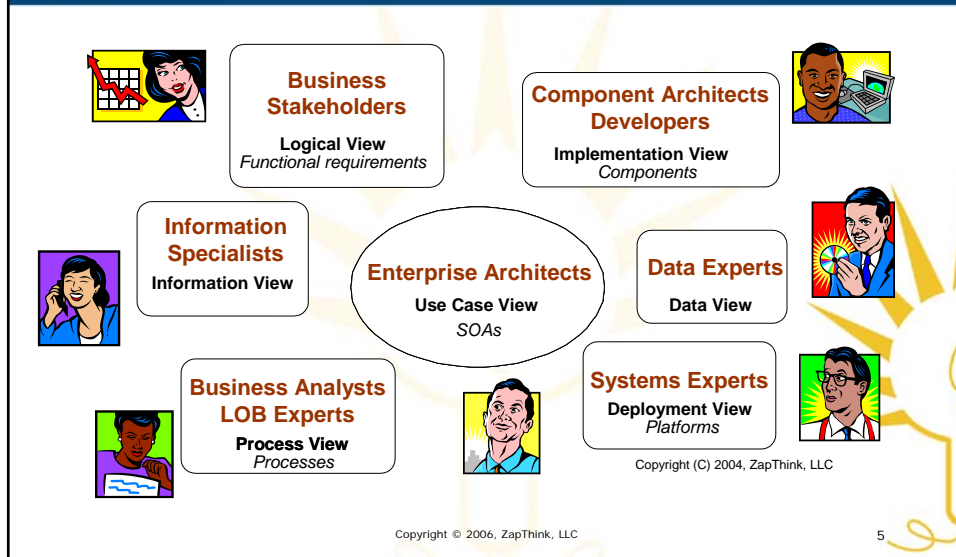 Business
Stakeholders
Logical View
Functional requirements
Component Architects
Developers
Implementation View
Components
Information
Specialists
Information View
Enterprise Architects
Use Case View
SOAs
Data Experts
Data View
Business Analysts
LOB Experts
Process View
Processes
Systems Experts
Deployment View
Platforms
Copyright (C) 2004, ZapThink, LLC
Copyright © 2006, ZapThink, LLC
5